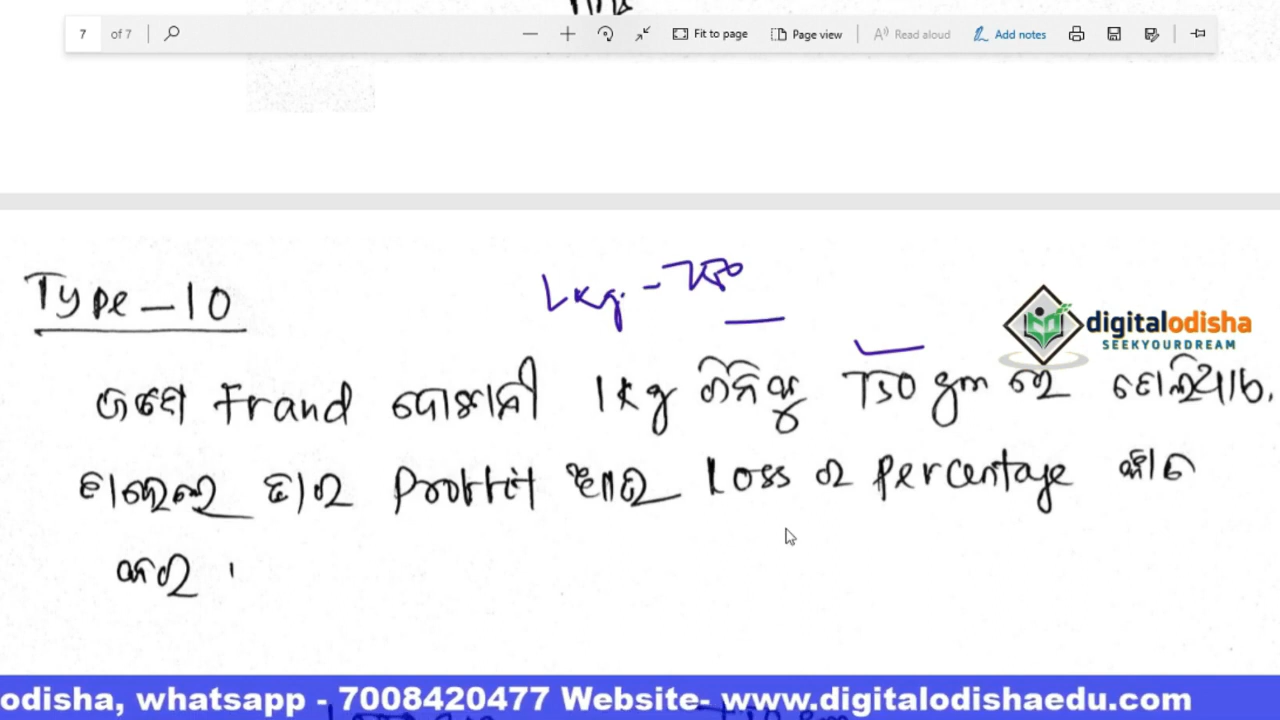 7 of 7 Fit to page Page view Read aloud Add notes
1kg. - 750
Type-10
digitalodisha
SEEKYOURDREAM
ଜଣେ Fraud ଦୋକାନୀ 1kg ଜିନିଷକୁ 750 gm ରେ
ତାର Profit Loss ର percentage
କର ।
odisha, whatsapp - 7008420477 Website- www.digitalodishaedu.com